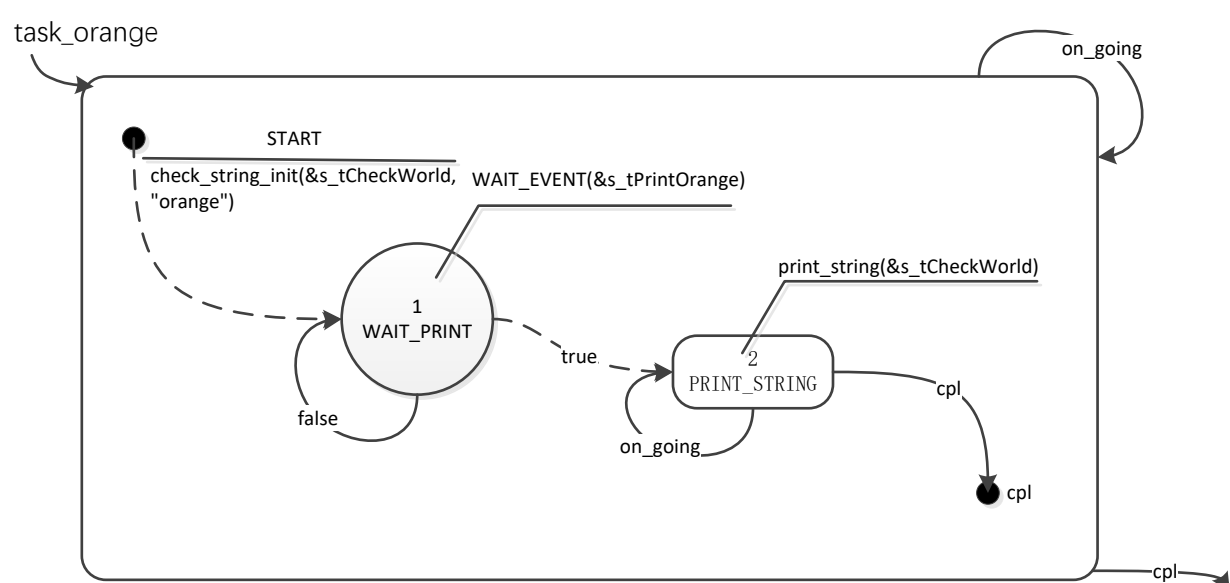 task_orange
on_going
START
check_string_init(&s_tCheckWorld,
"orange")
WAIT_EVENT(&s_tPrintOrange)
print_string(&s_tCheckWorld)
1
WAIT_PRINT
true
2
PRINT_STRING
cpl
false
on_going
cpl
cpl